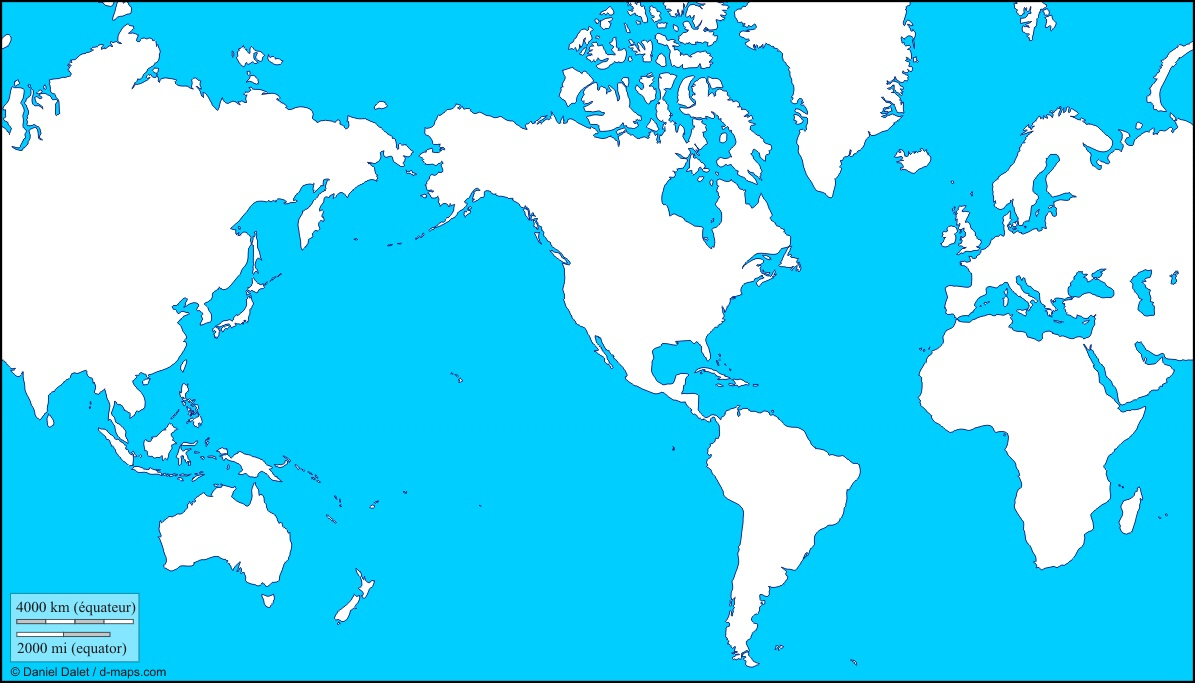 4000 km (équateur)
2000 mi (equator)
© Daniel Dalet / d-maps.com